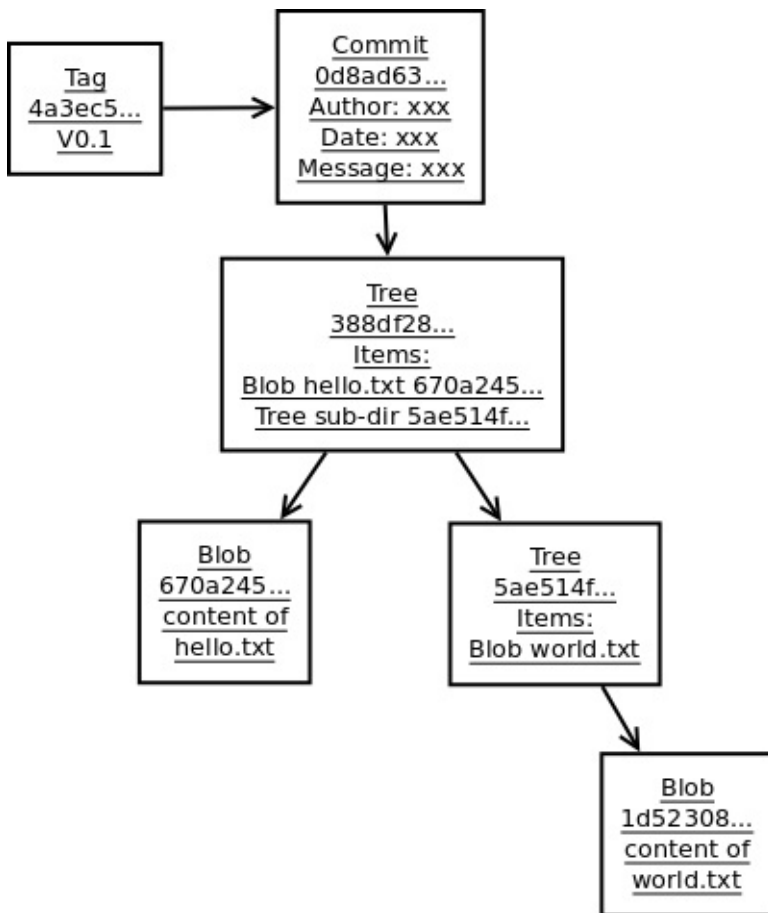 Tag
4a3ec5...
V0.1
Commit
0d8ad63...
Author: xxx
Date: xxx
Message: xxx
Tree
388df28...
Items:
Blob hello.txt 670a245...
Tree sub-dir 5ae514f...
Blob
670a245...
content of
hello.txt
Tree
5ae514f...
Items:
Blob world.txt
Blob
1d52308...
content of
world.txt